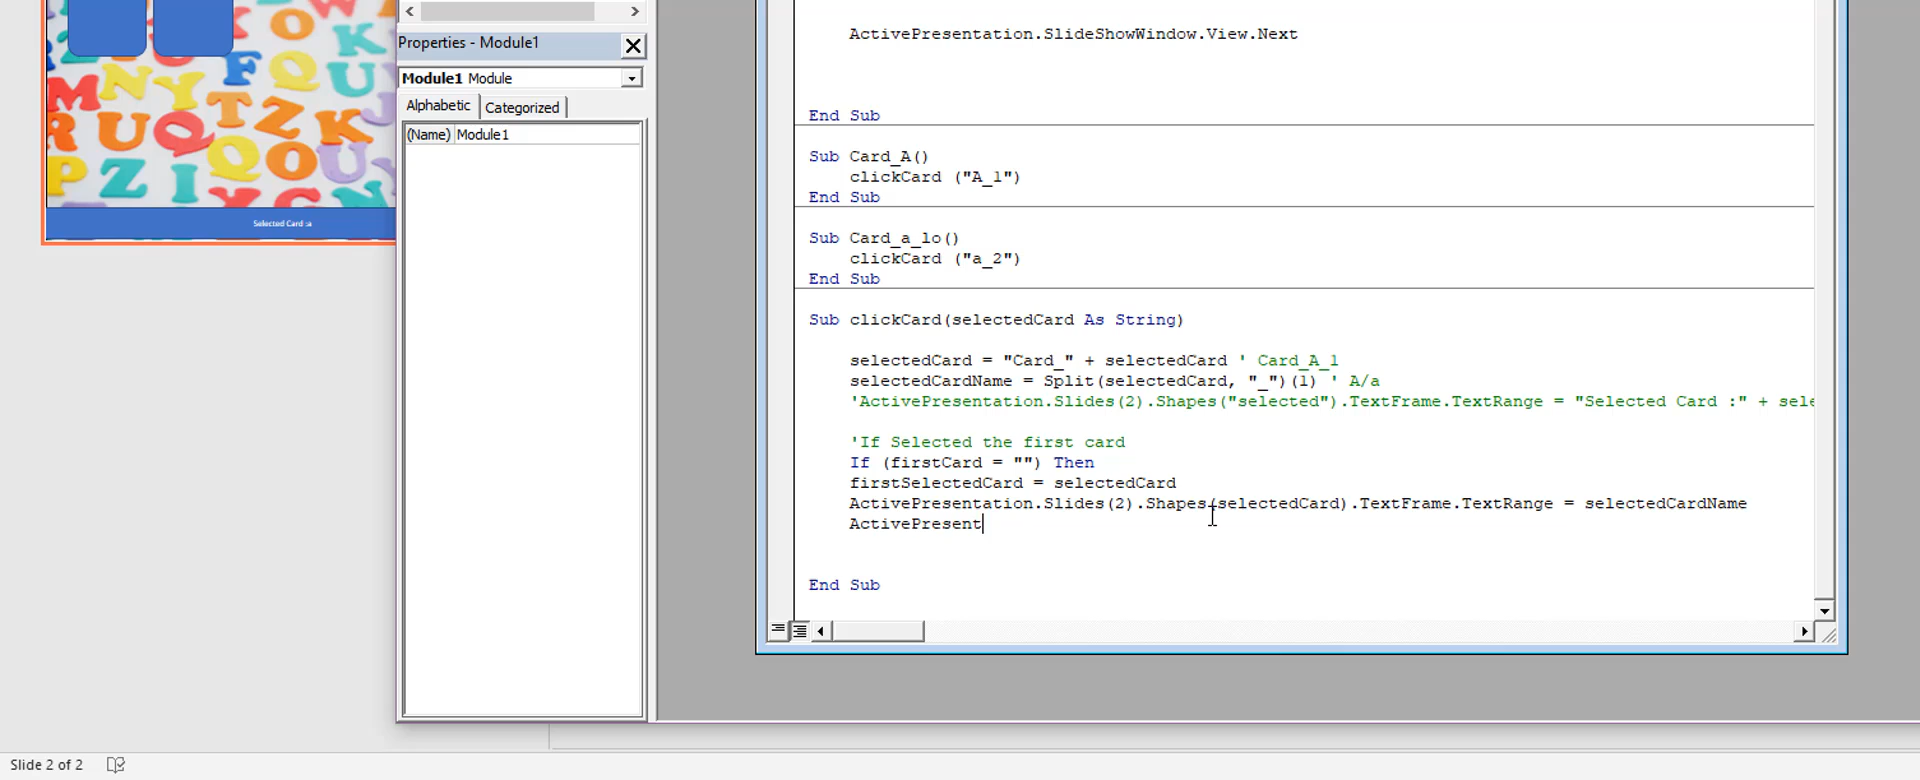 ActivePresentation.SlideShowWindow.View.Next
Properties - Module1
Module1 Module
Alphabetic Categorized
(Name) Module1
End Sub
Sub Card_A()
clickCard ("A_1")
End Sub
Sub Card_a_lo()
clickCard ("a_2")
End Sub
Sub clickCard(selectedCard As String)
selectedCard = "Card_" + selectedCard ' Card_A_1
selectedCardName = Split(selectedCard, "_")(1) ' A/a
'ActivePresentation.Slides(2).Shapes("selected").TextFrame.TextRange = "Selected Card :" + sele
'If Selected the first card
If (firstCard = "") Then
firstSelectedCard = selectedCard
ActivePresentation.Slides(2).Shapes(selectedCard).TextFrame.TextRange = selectedCardName
ActivePresent
End Sub
Selected Card :a
Slide 2 of 2